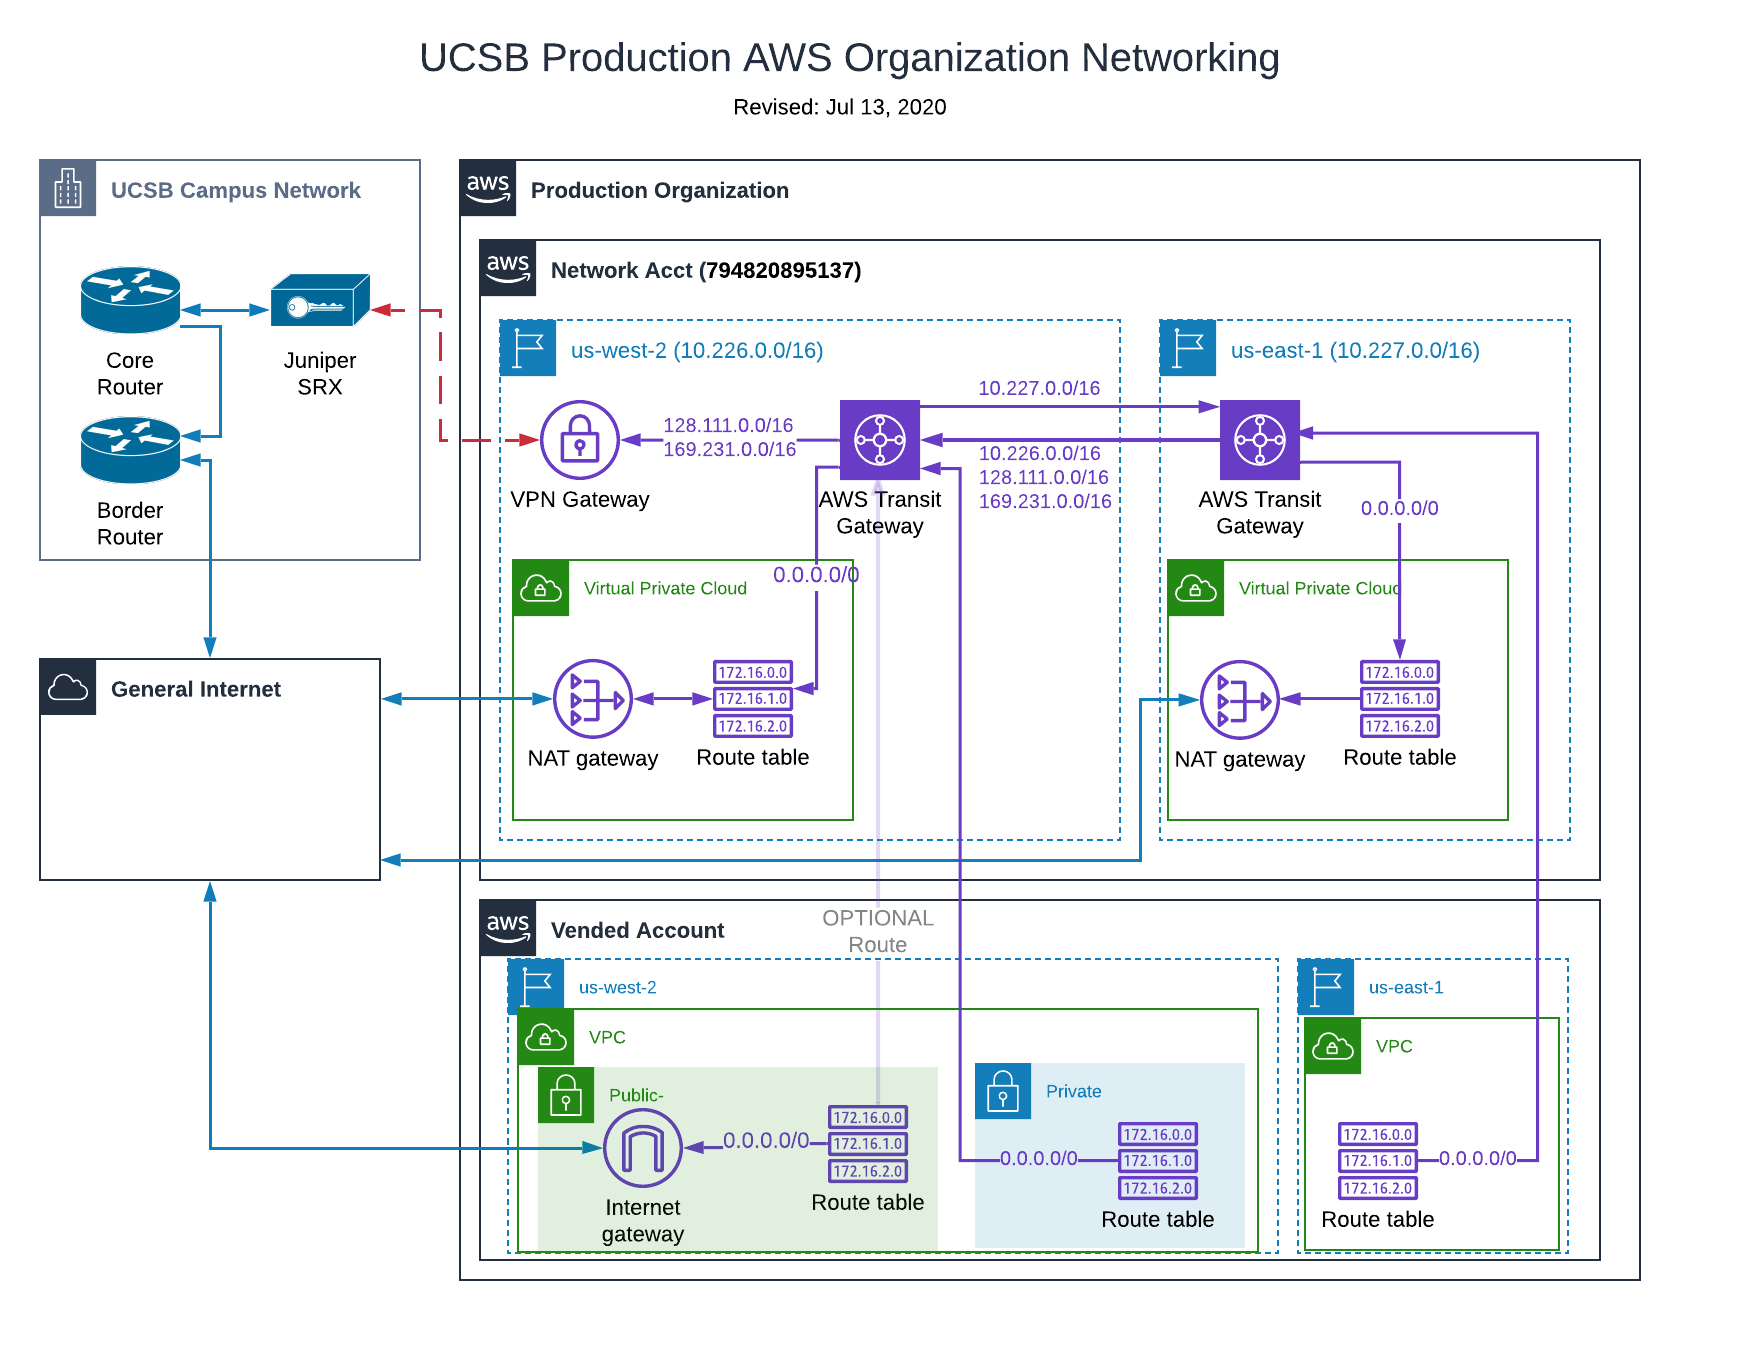 UCSB Production AWS Organization Networking
Revised: Jul 13, 2020
UCSB Campus Network
Core
Router
Juniper
SRX
Border
Router
General Internet
aws
Production Organization
aws
Network Acct (794820895137)
us-west-2 (10.226.0.0/16)
VPN Gateway
128.111.0.0/16
169.231.0.0/16
AWS Transit
Gateway
10.227.0.0/16
10.226.0.0/16
128.111.0.0/16
169.231.0.0/16
0.0.0.0/0
Virtual Private Cloud
NAT gateway
172.16.0.0
172.16.1.0
172.16.2.0
Route table
us-east-1 (10.227.0.0/16)
AWS Transit
Gateway
0.0.0.0/0
Virtual Private Cloud
NAT gateway
172.16.0.0
172.16.1.0
172.16.2.0
Route table
aws
Vended Account
OPTIONAL
Route
us-west-2
VPC
Public-
Internet
gateway
0.0.0.0/0
172.16.0.0
172.16.1.0
172.16.2.0
Route table
Private
0.0.0.0/0
172.16.0.0
172.16.1.0
172.16.2.0
Route table
us-east-1
VPC
172.16.0.0
172.16.1.0
172.16.2.0
0.0.0.0/0
Route table